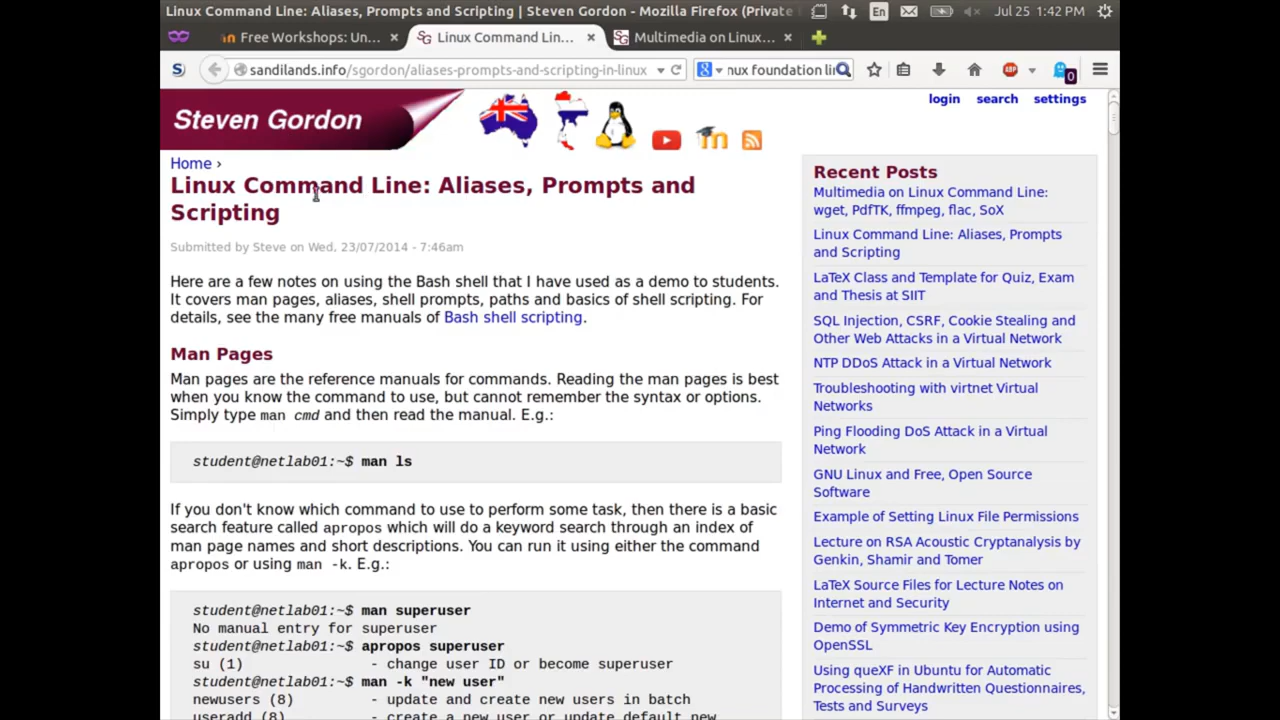 Linux Command Line: Aliases, Prompts and Scripting | Steven Gordon - Mozilla Firefox (Private
En
Jul 25 1:42 PM
Free Workshops: Un...
Linux Command Lin...
Multimedia on Linux...
sandilands.info/sgordon/aliases-prompts-and-scripting-in-linux
nux foundation lin
ABP
0
Steven Gordon
login search settings
Home ›
Linux Command Line: Aliases, Prompts and
Scripting
Submitted by Steve on Wed, 23/07/2014 - 7:46am
Here are a few notes on using the Bash shell that I have used as a demo to students.
It covers man pages, aliases, shell prompts, paths and basics of shell scripting. For
details, see the many free manuals of Bash shell scripting.
Man Pages
Man pages are the reference manuals for commands. Reading the man pages is best
when you know the command to use, but cannot remember the syntax or options.
Simply type man cmd and then read the manual. E.g.:
student@netlab01:~$ man ls
If you don't know which command to use to perform some task, then there is a basic
search feature called apropos which will do a keyword search through an index of
man page names and short descriptions. You can run it using either the command
apropos or using man -k. E.g.:
student@netlab01:~$ man superuser
No manual entry for superuser
student@netlab01:~$ apropos superuser
su (1) - change user ID or become superuser
student@netlab01:~$ man -k "new user"
newusers (8) - update and create new users in batch
useradd (8) - create a new user or update default new
Recent Posts
Multimedia on Linux Command Line:
wget, PdfTK, ffmpeg, flac, SoX
Linux Command Line: Aliases, Prompts
and Scripting
LaTeX Class and Template for Quiz, Exam
and Thesis at SIIT
SQL Injection, CSRF, Cookie Stealing and
Other Web Attacks in a Virtual Network
NTP DDoS Attack in a Virtual Network
Troubleshooting with virtnet Virtual
Networks
Ping Flooding DoS Attack in a Virtual
Network
GNU Linux and Free, Open Source
Software
Example of Setting Linux File Permissions
Lecture on RSA Acoustic Cryptanalysis by
Genkin, Shamir and Tomer
LaTeX Source Files for Lecture Notes on
Internet and Security
Demo of Symmetric Key Encryption using
OpenSSL
Using queXF in Ubuntu for Automatic
Processing of Handwritten Questionnaires,
Tests and Surveys